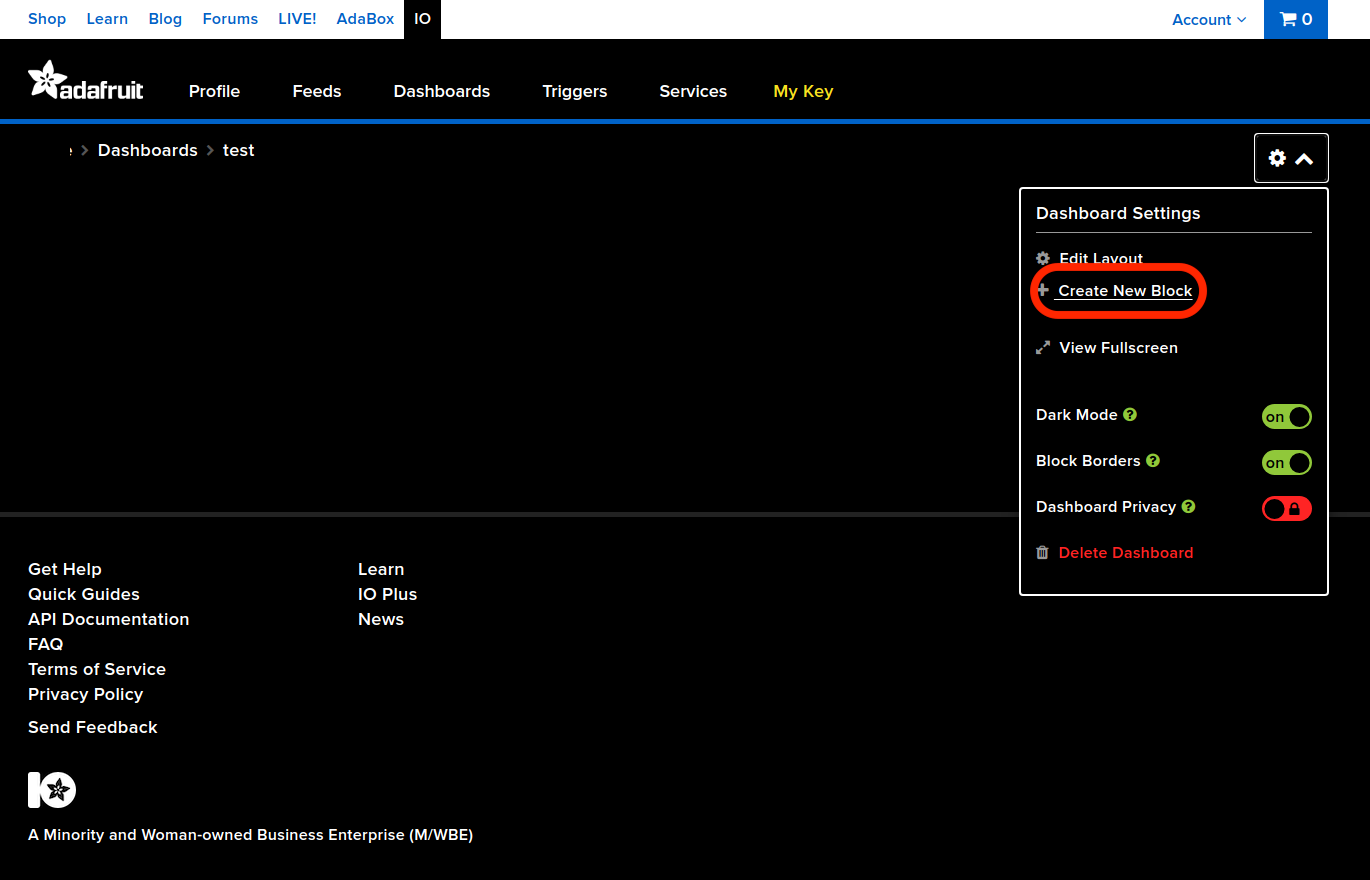 Shop Learn Blog Forums LIVE! AdaBox IO Account 0
adafruit Profile Feeds Dashboards Triggers Services My Key
Dashboards test
Dashboard Settings
Edit Layout
Create New Block
View Fullscreen
Dark Mode ? on
Block Borders ? on
Dashboard Privacy ?
Delete Dashboard
Get Help
Quick Guides
API Documentation
FAQ
Terms of Service
Privacy Policy
Send Feedback
Learn
IO Plus
News
IO
A Minority and Woman-owned Business Enterprise (M/WBE)